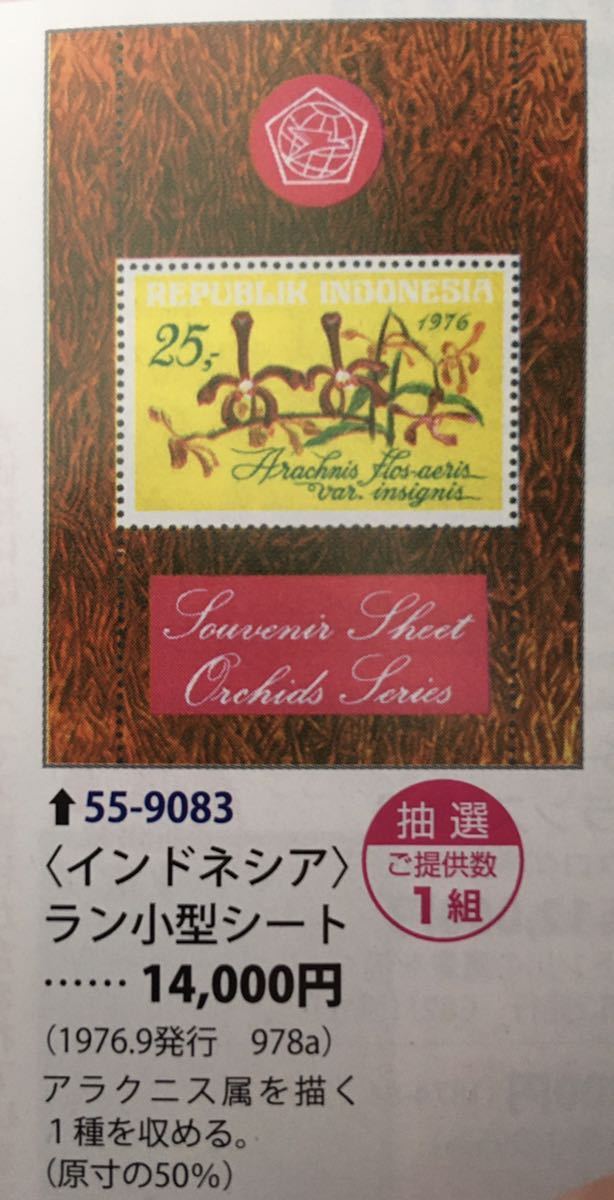 REPUBLIK INDONESIA
25,-
1976
Arachnis flos-aeris
var. insignis
Souvenir Sheet
Orchids Series
⬆55-9083
〈インドネシア〉
ラン小型シート
…… 14,000円
(1976.9発行 978a)
アラクニス属を描く
1種を収める。
(原寸の50%)
抽選
ご提供数
1組